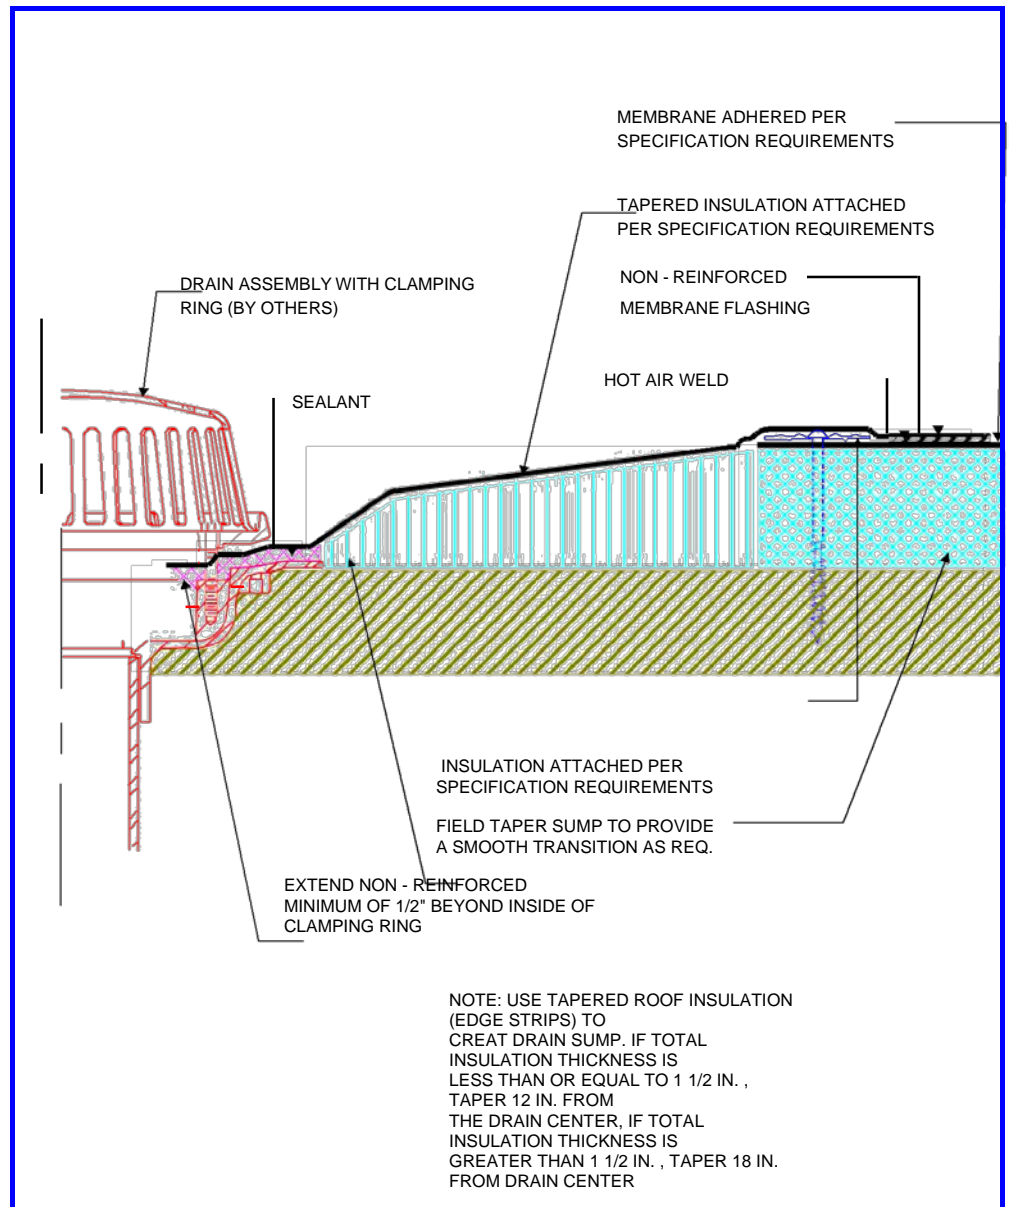 MEMBRANE ADHERED PER
SPECIFICATION REQUIREMENTS
TAPERED INSULATION ATTACHED
PER SPECIFICATION REQUIREMENTS
NON - REINFORCED
MEMBRANE FLASHING
DRAIN ASSEMBLY WITH CLAMPING
RING (BY OTHERS)
HOT AIR WELD
SEALANT
INSULATION ATTACHED PER
SPECIFICATION REQUIREMENTS
FIELD TAPER SUMP TO PROVIDE
A SMOOTH TRANSITION AS REQ.
EXTEND NON - REINFORCED
MINIMUM OF 1/2" BEYOND INSIDE OF
CLAMPING RING
NOTE: USE TAPERED ROOF INSULATION
(EDGE STRIPS) TO
CREAT DRAIN SUMP. IF TOTAL
INSULATION THICKNESS IS
LESS THAN OR EQUAL TO 1 1/2 IN. ,
TAPER 12 IN. FROM
THE DRAIN CENTER, IF TOTAL
INSULATION THICKNESS IS
GREATER THAN 1 1/2 IN. , TAPER 18 IN.
FROM DRAIN CENTER